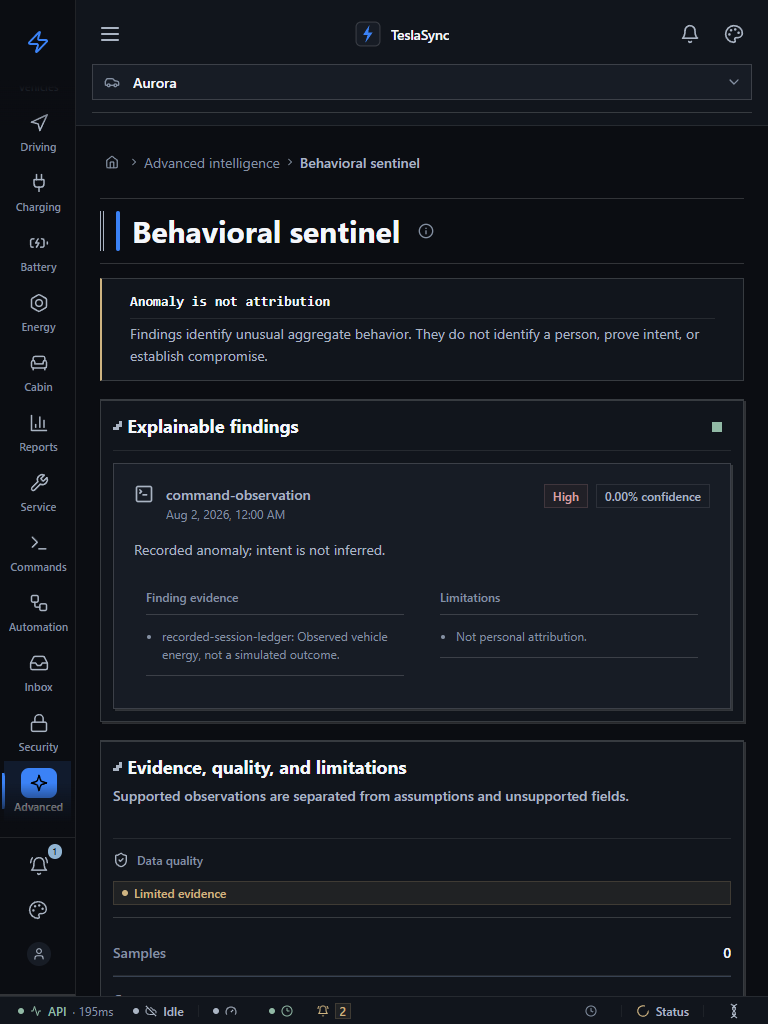 TeslaSync
Aurora
Driving
Charging
Battery
Energy
Cabin
Reports
Service
Commands
Automation
Inbox
Security
Advanced
1
Advanced intelligence
Behavioral sentinel
Behavioral sentinel
Anomaly is not attribution
Findings identify unusual aggregate behavior. They do not identify a person, prove intent, or
establish compromise.
Explainable findings
command-observation
High
0.00% confidence
Aug 2, 2026, 12:00 AM
Recorded anomaly; intent is not inferred.
Finding evidence
recorded-session-ledger: Observed vehicle
energy, not a simulated outcome.
Limitations
Not personal attribution.
Evidence, quality, and limitations
Supported observations are separated from assumptions and unsupported fields.
Data quality
Limited evidence
Samples
0
API · 195ms
Idle
2
Status